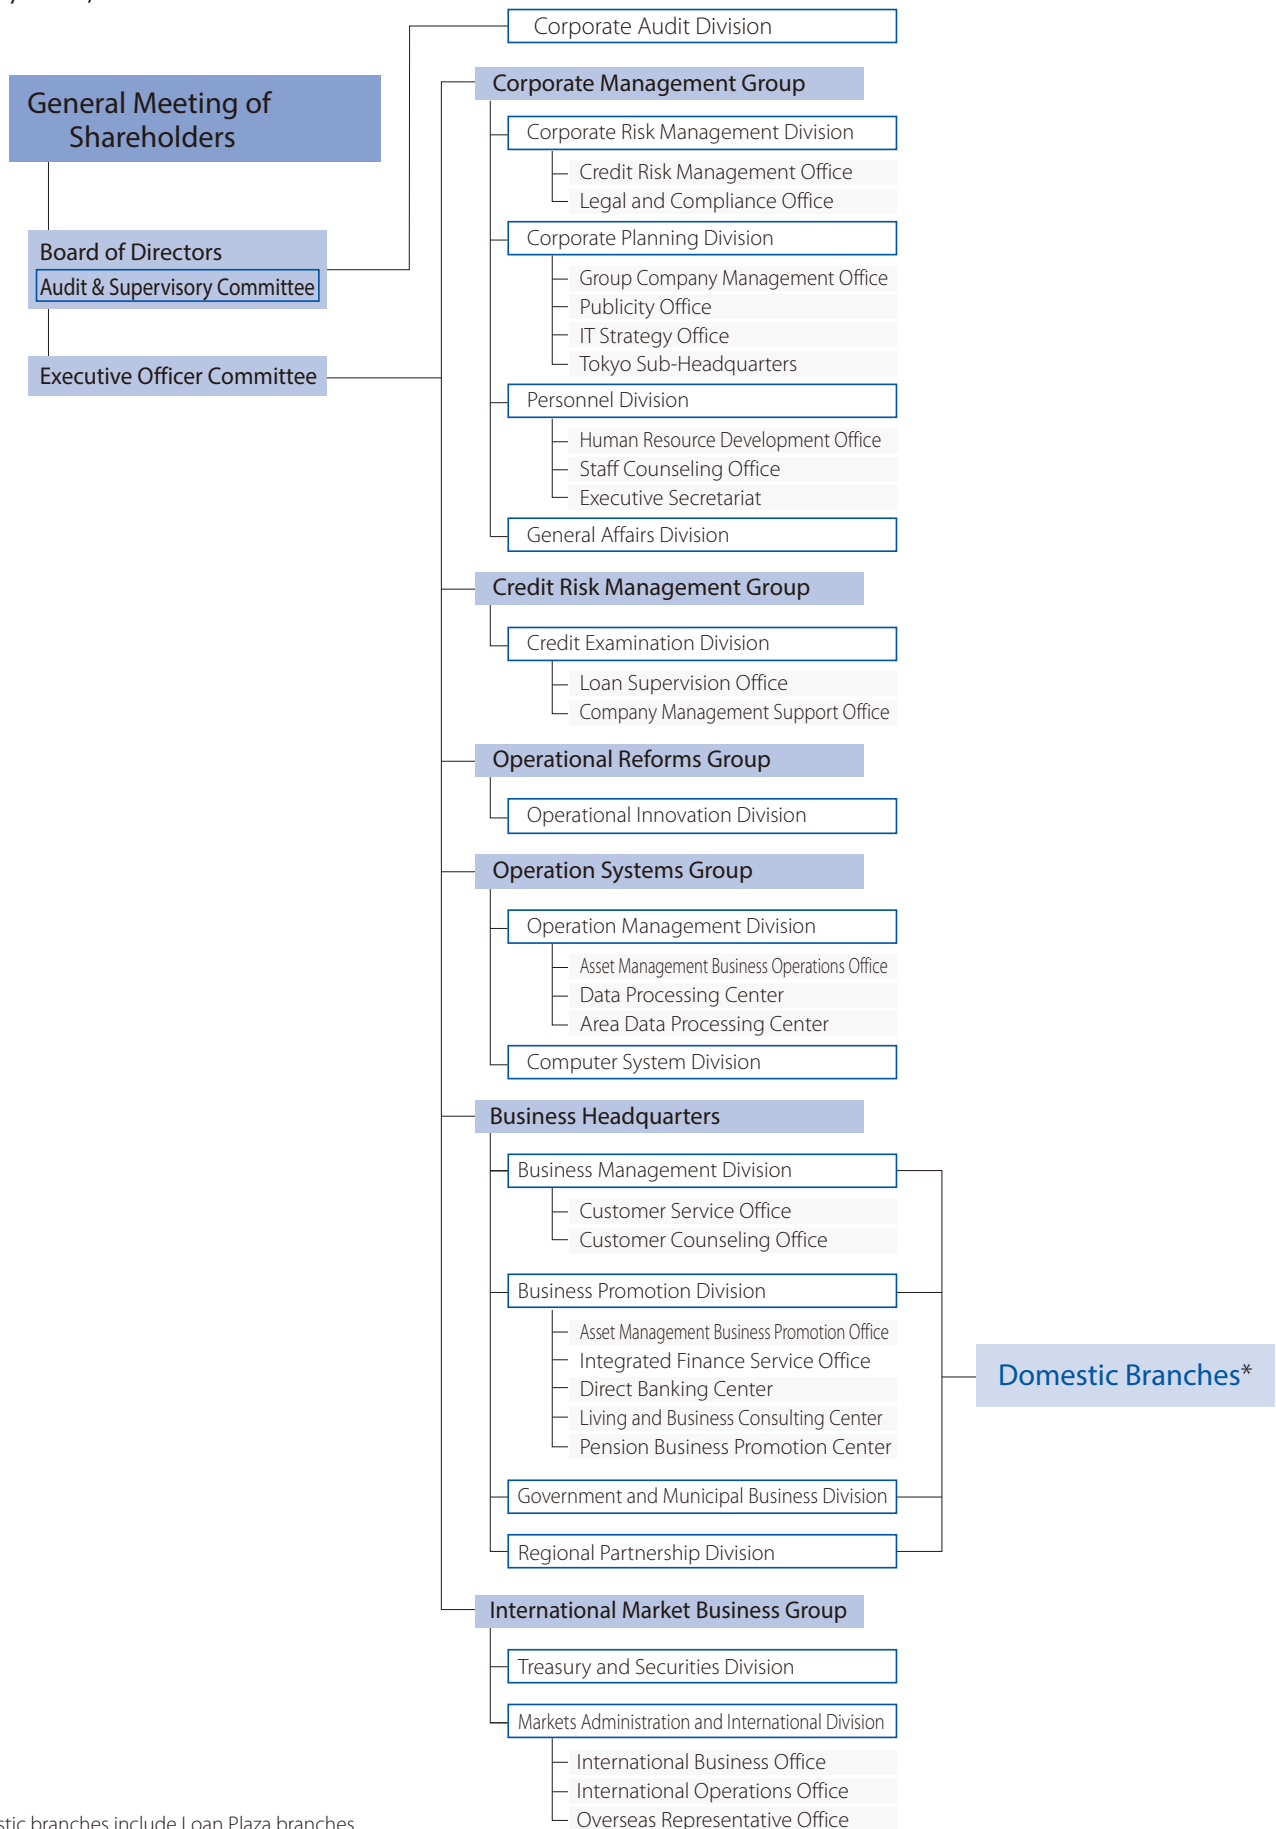 Corporate Audit Division
General Meeting of
Shareholders
Board of Directors
Audit & Supervisory Committee
Executive Officer Committee
Corporate Management Group
Corporate Risk Management Division
Credit Risk Management Office
Legal and Compliance Office
Corporate Planning Division
Group Company Management Office
Publicity Office
IT Strategy Office
Tokyo Sub-Headquarters
Personnel Division
Human Resource Development Office
Staff Counseling Office
Executive Secretariat
General Affairs Division
Credit Risk Management Group
Credit Examination Division
Loan Supervision Office
Company Management Support Office
Operational Reforms Group
Operational Innovation Division
Operation Systems Group
Operation Management Division
Asset Management Business Operations Office
Data Processing Center
Area Data Processing Center
Computer System Division
Business Headquarters
Business Management Division
Customer Service Office
Customer Counseling Office
Business Promotion Division
Asset Management Business Promotion Office
Integrated Finance Service Office
Direct Banking Center
Living and Business Consulting Center
Pension Business Promotion Center
Government and Municipal Business Division
Regional Partnership Division
Domestic Branches*
International Market Business Group
Treasury and Securities Division
Markets Administration and International Division
International Business Office
International Operations Office
Overseas Representative Office
stic branches include Loan Plaza branches